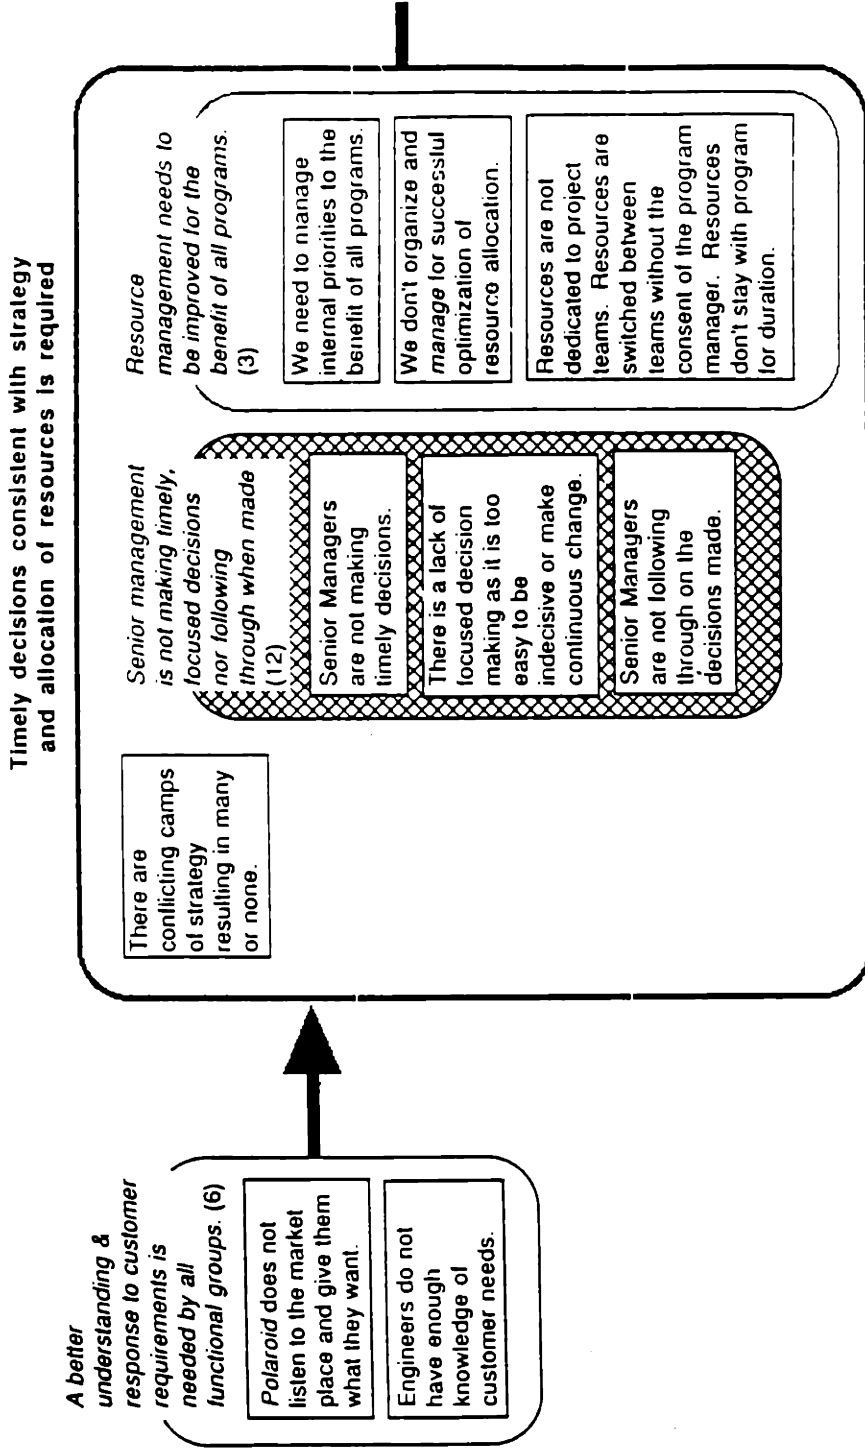 Timely decisions consistent with strategy
and allocation of resources is required
A better
understanding &
response to customer
requirements is
needed by all
functional groups. (6)
Polaroid does not
listen to the market
place and give them
what they want.
Engineers do not
have enough
knowledge of
customer needs.
There are
conflicting camps
of strategy
resulting in many
or none.
Senior management
is not making timely,
focused decisions
nor following
through when made
(12)
Senior Managers
are not making
timely decisions.
There is a lack of
focused decision
making as it is too
easy to be
indecisive or make
continuous change.
Senior Managers
are not following
through on the
decisions made.
Resource
management needs to
be improved for the
benefit of all programs.
(3)
We need to manage
internal priorities to the
benefit of all programs.
We don't organize and
manage for successful
optimization of
resource allocation.
Resources are not
dedicated to project
teams. Resources are
switched between
teams without the
consent of the program
manager. Resources
don't stay with program
for duration.